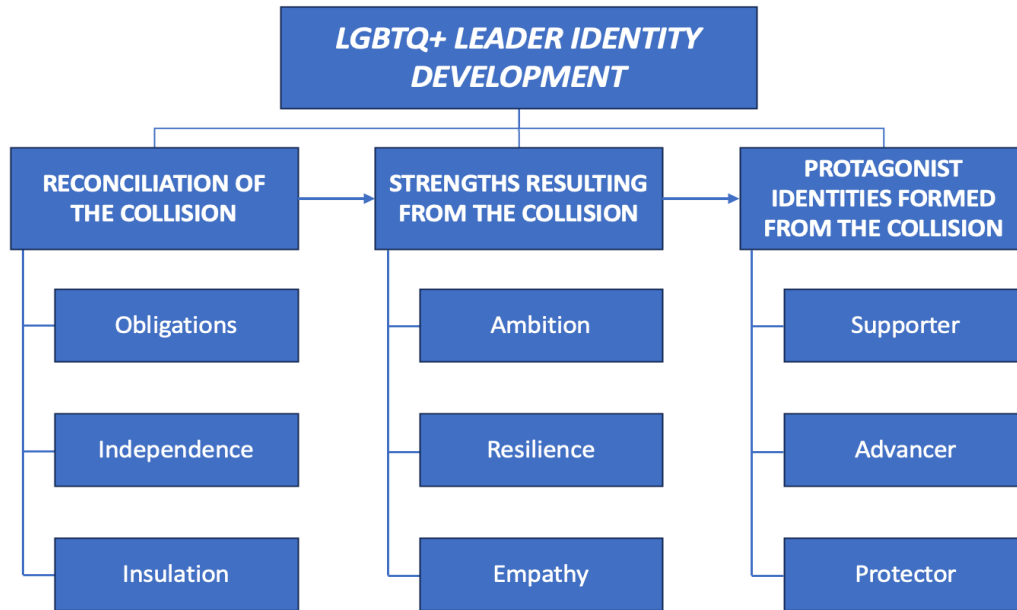 LGBTQ+ LEADER IDENTITY
DEVELOPMENT
RECONCILIATION OF
THE COLLISION
Obligations
Independence
Insulation
STRENGTHS RESULTING
FROM THE COLLISION
Ambition
Resilience
Empathy
PROTAGONIST
IDENTITIES FORMED
FROM THE COLLISION
Supporter
Advancer
Protector